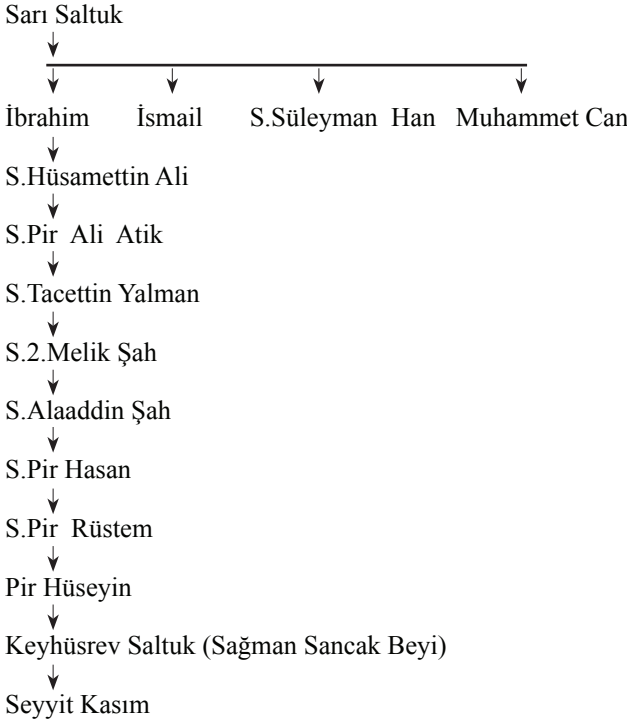 Sarı Saltuk
İbrahim İsmail S.Süleyman Han Muhammet Can
S.Hüsamettin Ali
S.Pir Ali Atik
S.Tacettin Yalman
S.2.Melik Şah
S.Alaaddin Şah
S.Pir Hasan
S.Pir Rüstem
Pir Hüseyin
Keyhüsrev Saltuk (Sağman Sancak Beyi)
Seyyit Kasım